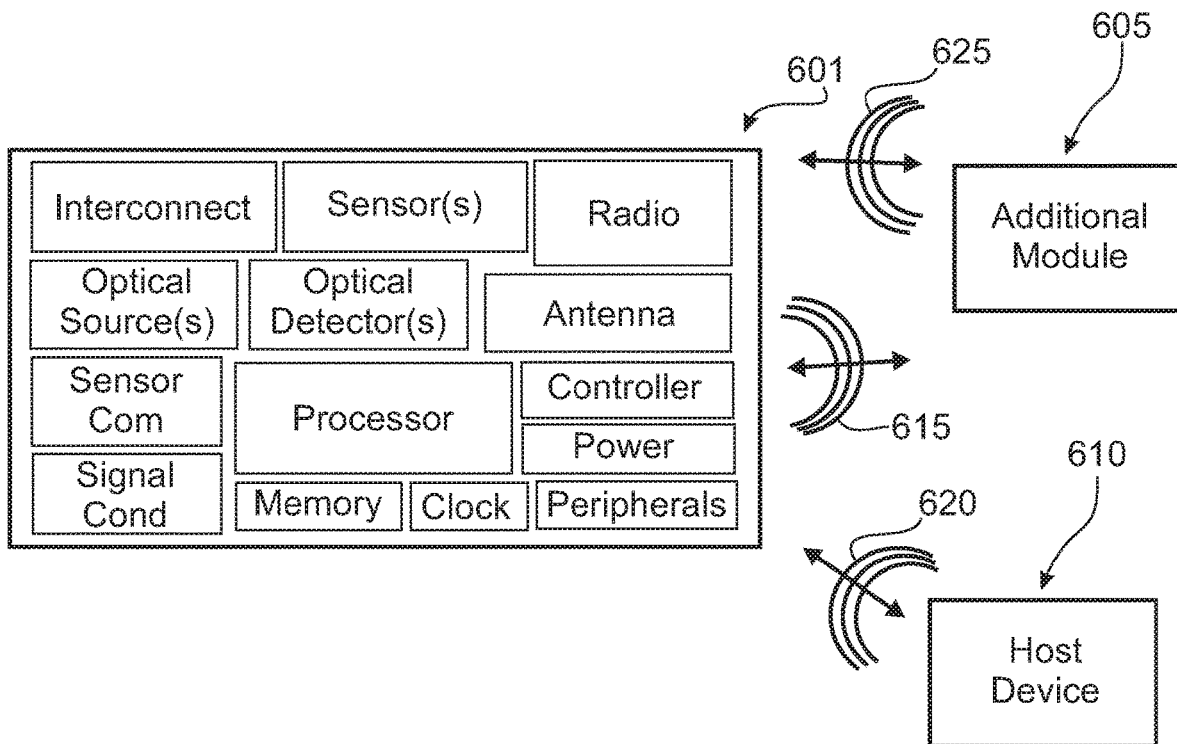 605
625
601
Interconnect
Sensor(s)
Radio
Additional
Module
Optical
Source(s)
Optical
Detector(s)
Antenna
Sensor
Com
Processor
Controller
615
Power
610
Signal
Cond
Memory
Clock
Peripherals
620
Host
Device